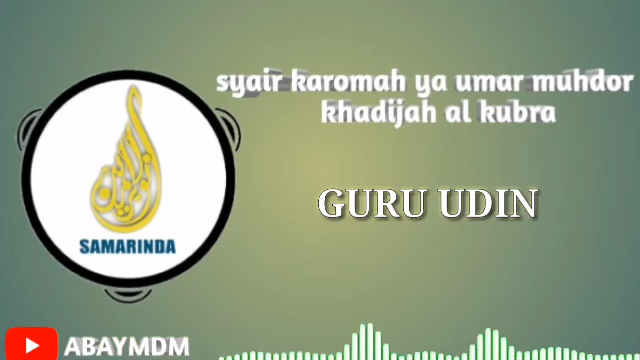 syair karomah ya umar muhdor
khadijah al kubra
GURU UDIN
SAMARINDA
ABAYMDM